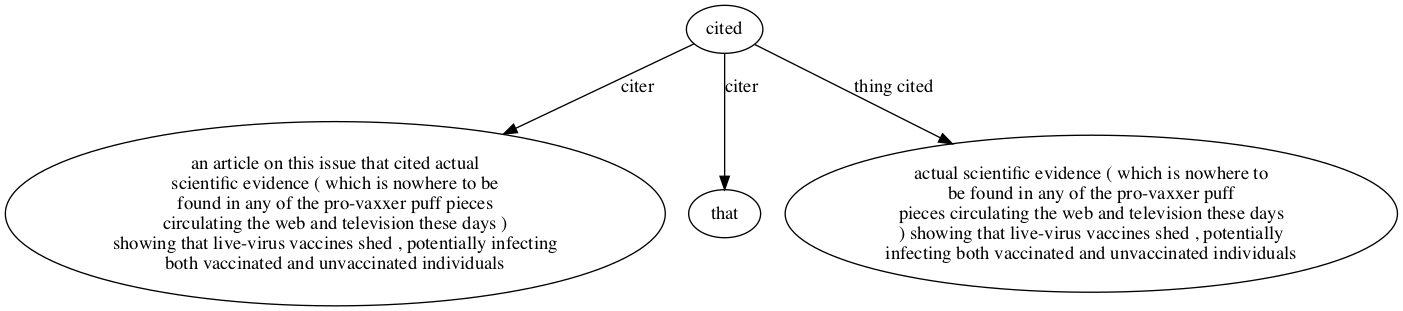 cited
citer
citer
thing cited
an article on this issue that cited actual
scientific evidence ( which is nowhere to be
found in any of the pro-vaxxer puff pieces
circulating the web and television these days )
showing that live-virus vaccines shed , potentially infecting
both vaccinated and unvaccinated individuals
that
actual scientific evidence ( which is nowhere to
be found in any of the pro-vaxxer puff
pieces circulating the web and television these days
) showing that live-virus vaccines shed , potentially
infecting both vaccinated and unvaccinated individuals